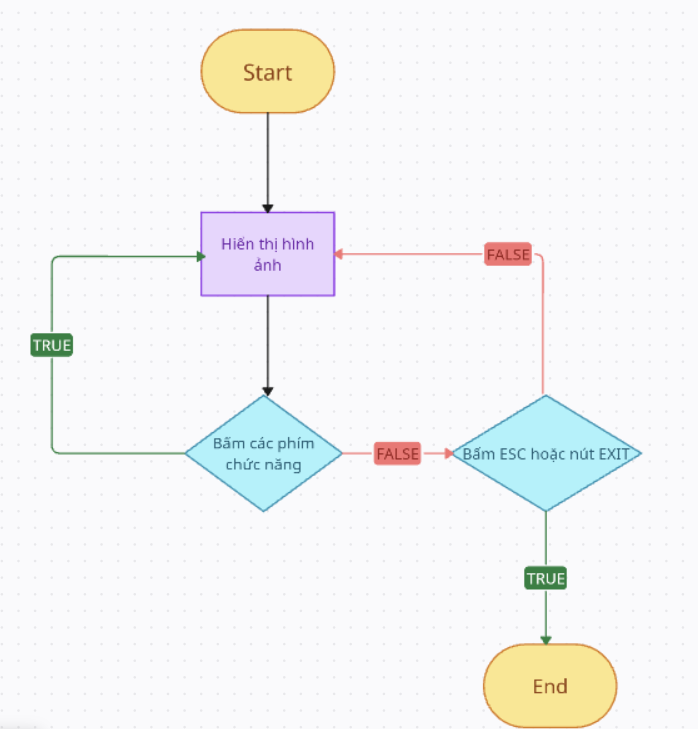 Start
Hiển thị hình
ảnh
FALSE
TRUE
Bấm các phím
chức năng
FALSE
Bấm ESC hoặc nút EXIT
TRUE
End